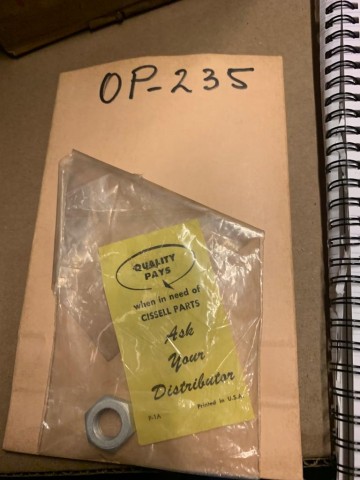 OP-235
QUALITY
PAYS
when in need of
CISSELL PARTS
Ask
Your
Distributor
Printed in U.S.A.